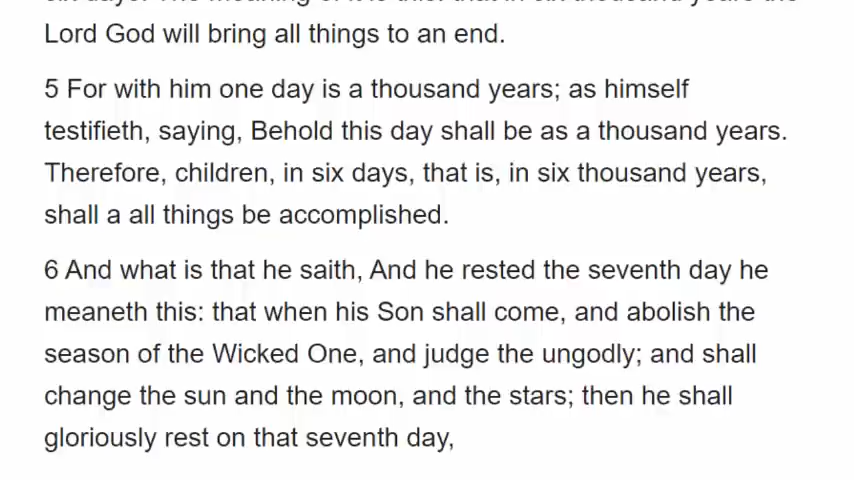 Lord God will bring all things to an end.
5 For with him one day is a thousand years; as himself
testifieth, saying, Behold this day shall be as a thousand years.
Therefore, children, in six days, that is, in six thousand years,
shall a all things be accomplished.
6 And what is that he saith, And he rested the seventh day he
meaneth this: that when his Son shall come, and abolish the
season of the Wicked One, and judge the ungodly; and shall
change the sun and the moon, and the stars; then he shall
gloriously rest on that seventh day,